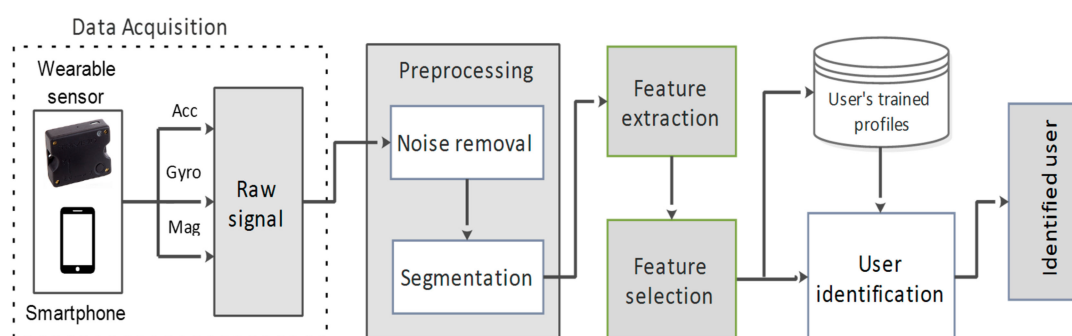 Data Acquisition
Wearable
sensor
Smartphone
Acc
Gyro
Mag
Raw
signal
Preprocessing
Noise removal
Segmentation
Feature
extraction
Feature
selection
User's trained
profiles
User
identification
Identified user